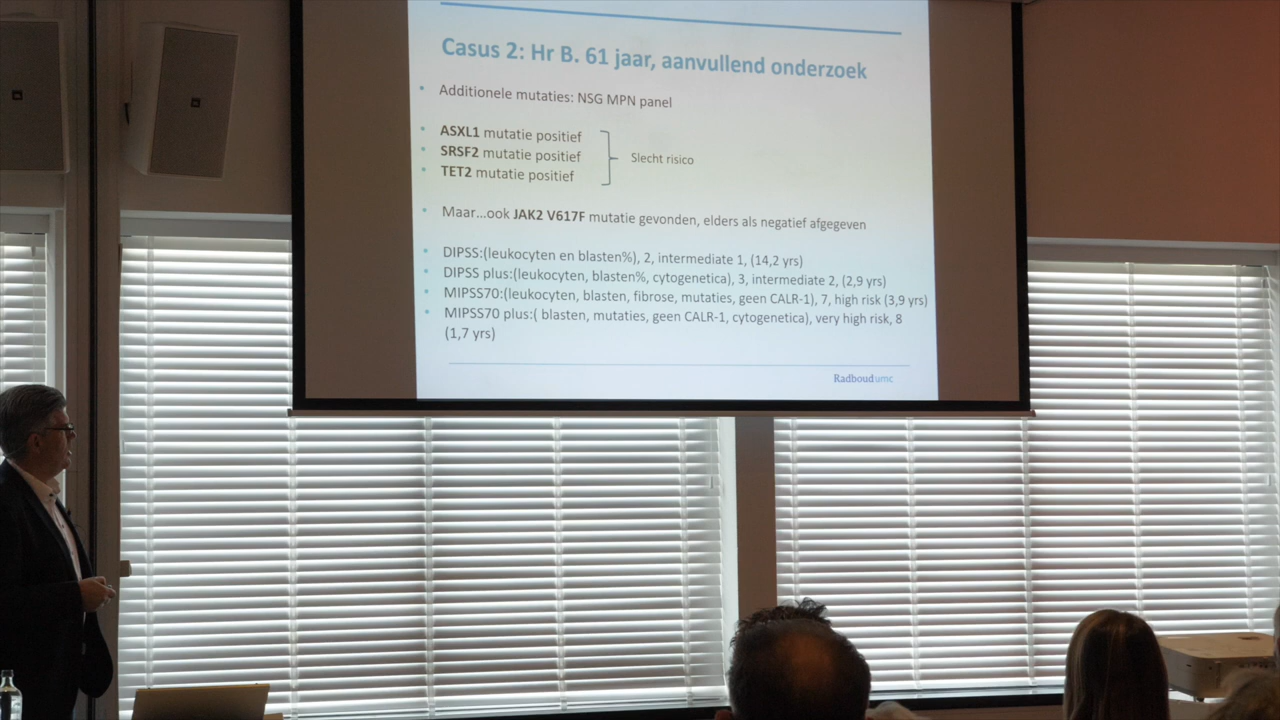 Casus 2: Hr B. 61 jaar, aanvullend onderzoek
Additionele mutaties: NSG MPN panel
ASXL1 mutatie positief
SRSF2 mutatie positief
Slecht risico
TET2 mutatie positief
Maar...ook JAK2 V617F mutatie gevonden, elders als negatief afgegeven
DIPSS:(leukocyten en blasten%), 2, intermediate 1, (14,2 yrs)
DIPSS plus:(leukocyten, blasten%, cytogenetica), 3, intermediate 2, (2,9 yrs)
MIPSS70:(leukocyten, blasten, fibrose, mutaties, geen CALR-1), 7, high risk (3,9 yrs)
MIPSS70 plus:( blasten, mutaties, geen CALR-1, cytogenetica), very high risk, 8
(1,7 yrs)
Radboudumc